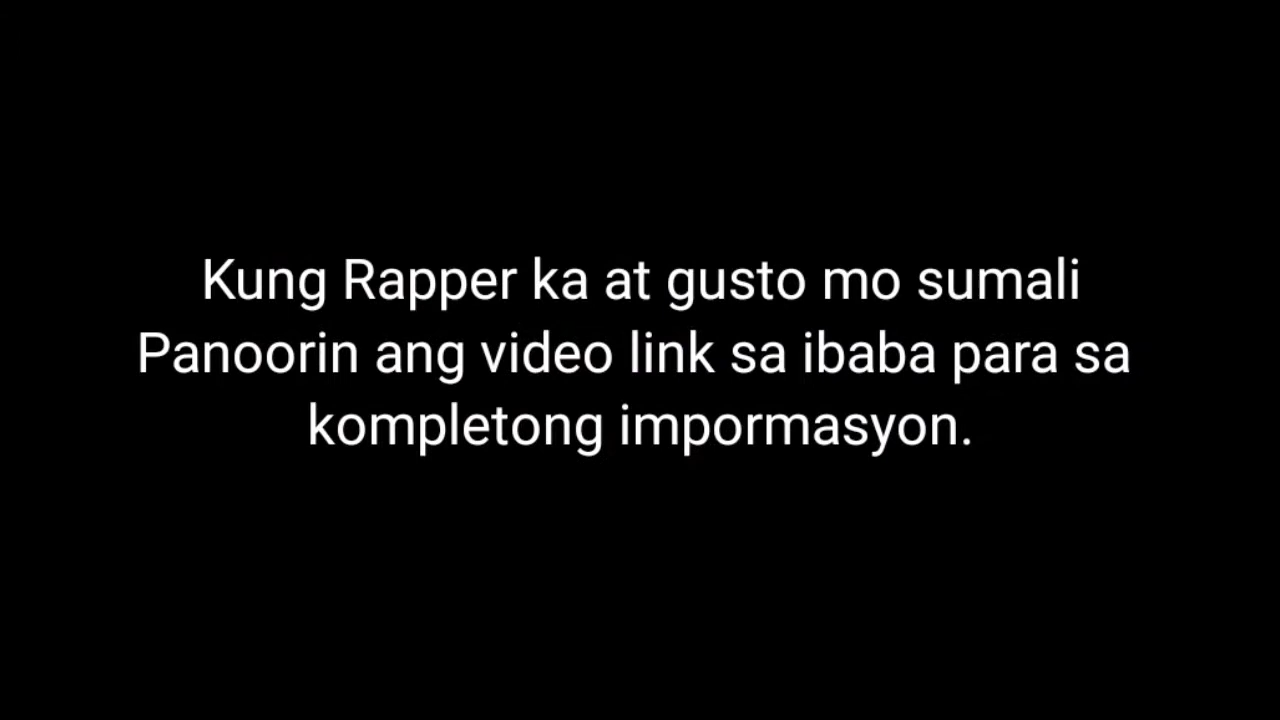 Kung Rapper ka at gusto mo sumali
Panoorin ang video link sa ibaba para sa
kompletong impormasyon.